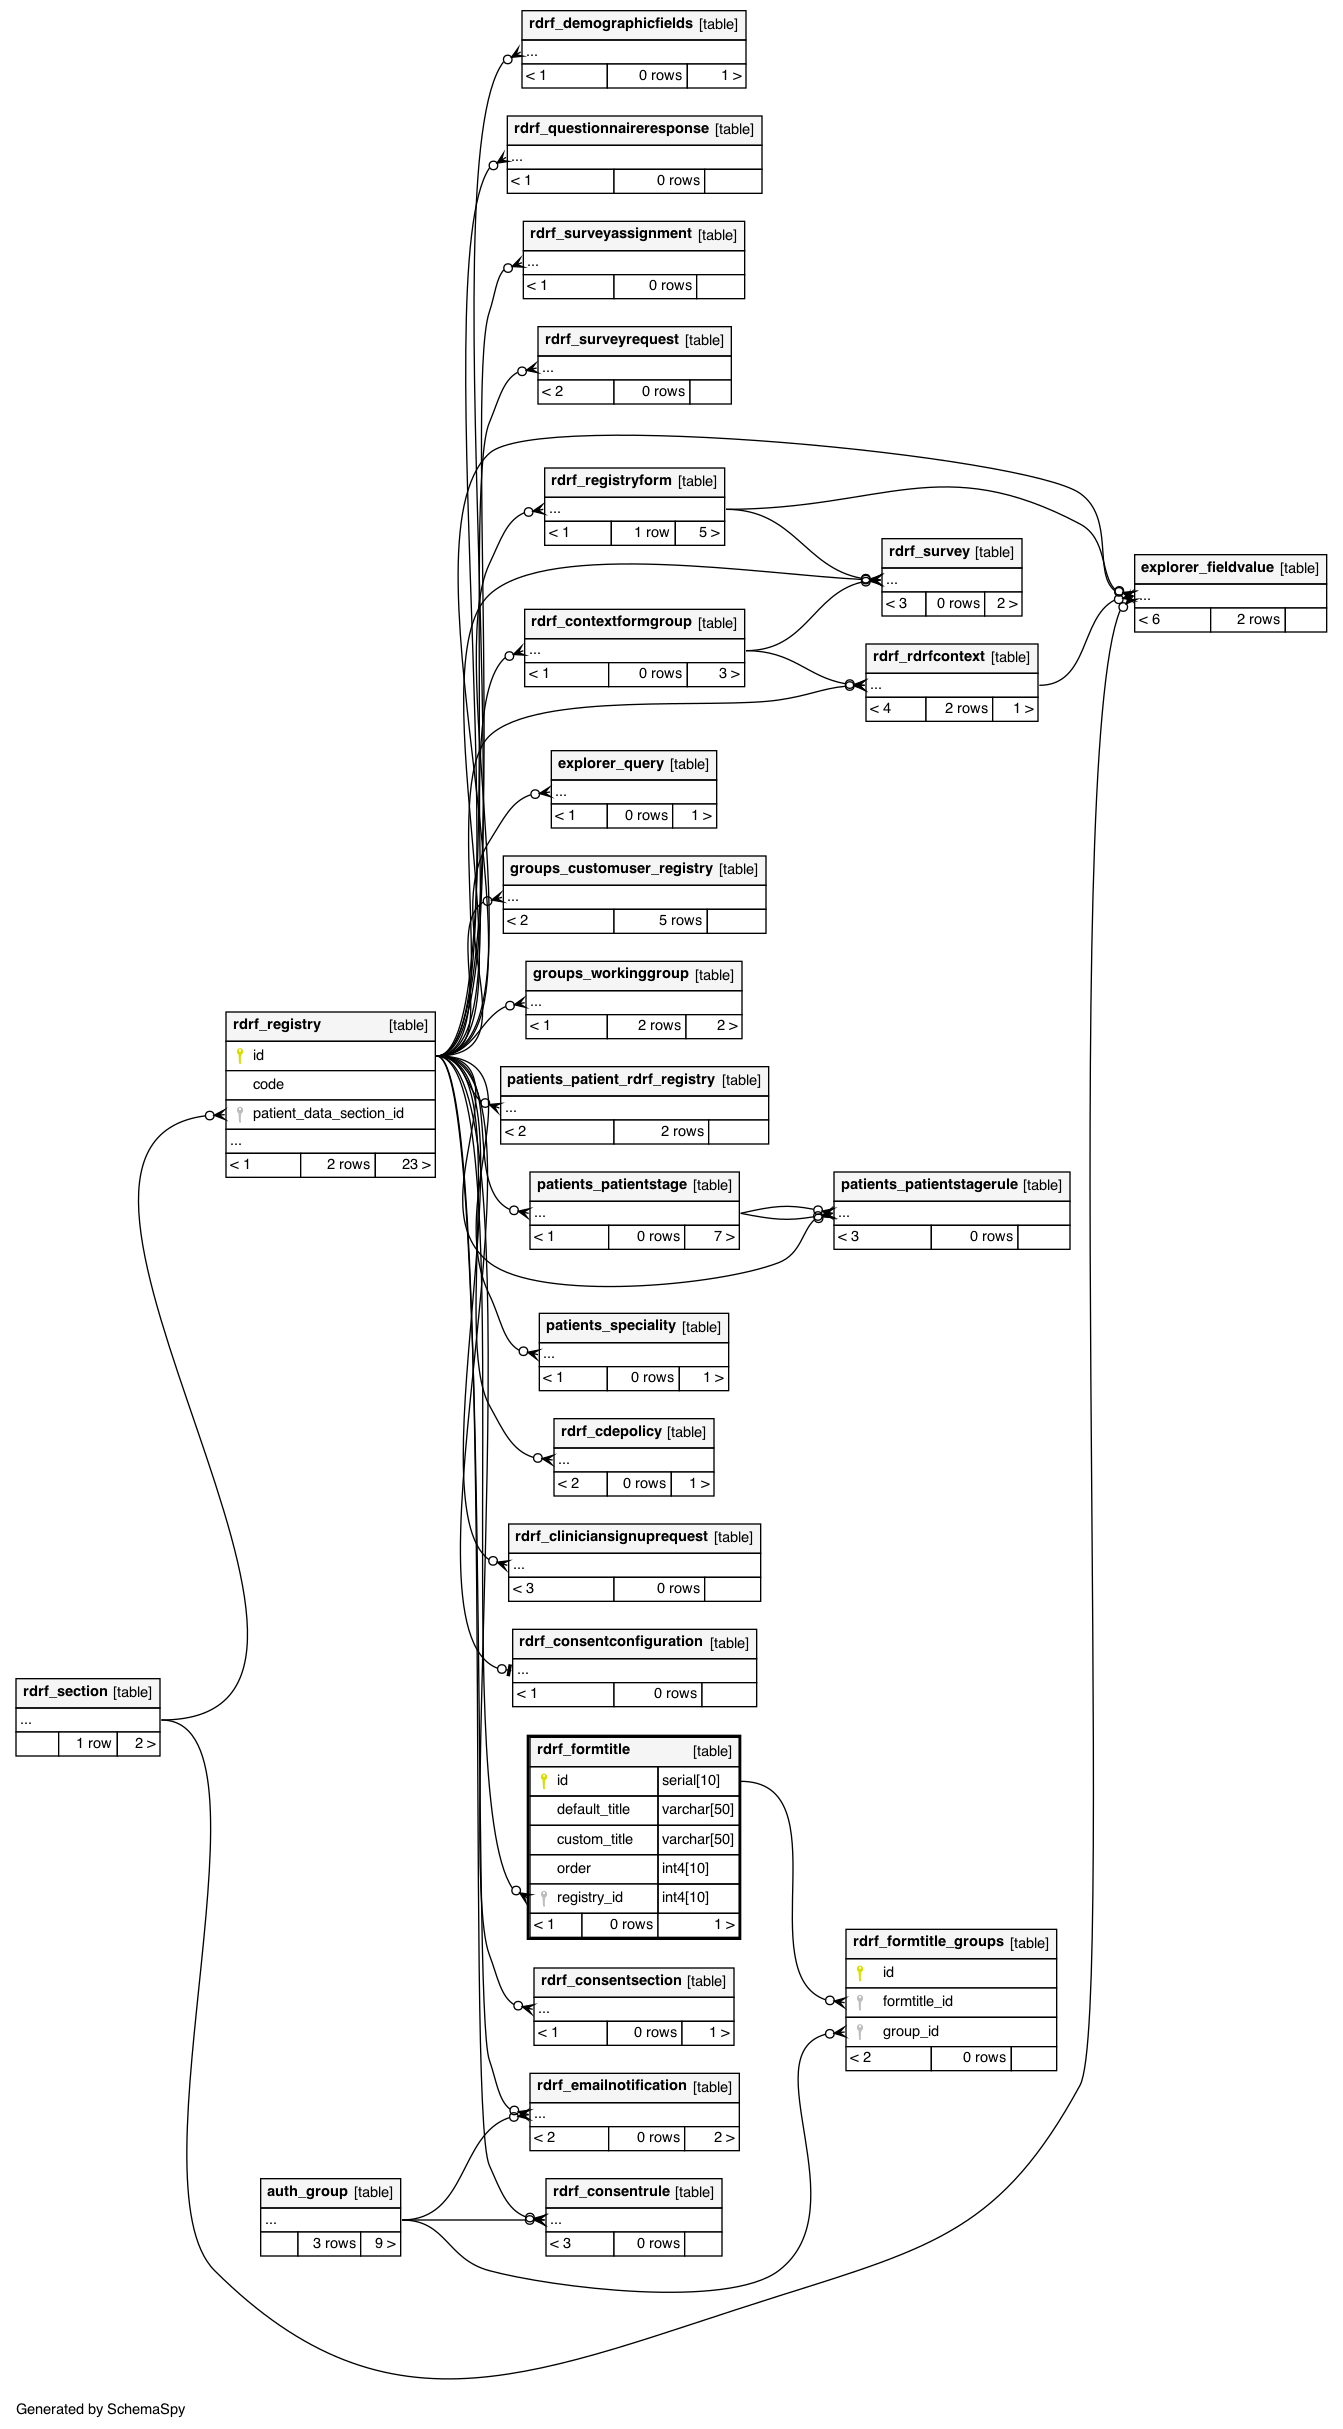 rdrf_demographicfields [table]
...
< 1 0 rows 1 >
rdrf_questionnaireresponse [table]
...
< 1 0 rows
rdrf_surveyassignment [table]
...
< 1 0 rows
rdrf_surveyrequest [table]
...
< 2 0 rows
rdrf_registryform [table]
...
< 1 1 row 5 >
rdrf_survey [table]
...
< 3 0 rows 2 >
explorer_fieldvalue [table]
...
< 6 2 rows
rdrf_contextformgroup [table]
...
< 1 0 rows 3 >
rdrf_rdrfcontext [table]
...
< 4 2 rows 1 >
explorer_query [table]
...
< 1 0 rows 1 >
groups_customuser_registry [table]
...
< 2 5 rows
groups_workinggroup [table]
...
< 1 2 rows 2 >
rdrf_registry [table]
id
code
patient_data_section_id
...
< 1 2 rows 23 >
patients_patient_rdrf_registry [table]
...
< 2 2 rows
patients_patientstage [table]
...
< 1 0 rows 7 >
patients_patientstagerule [table]
...
< 3 0 rows
patients_speciality [table]
...
< 1 0 rows 1 >
rdrf_cdepolicy [table]
...
< 2 0 rows 1 >
rdrf_cliniciansignuprequest [table]
...
< 3 0 rows
rdrf_consentconfiguration [table]
...
< 1 0 rows
rdrf_section [table]
...
1 row 2 >
rdrf_formtitle [table]
id serial[10]
default_title varchar[50]
custom_title varchar[50]
order int4[10]
registry_id int4[10]
< 1 0 rows 1 >
rdrf_formtitle_groups [table]
id
formtitle_id
group_id
< 2 0 rows
rdrf_consentsection [table]
...
< 1 0 rows 1 >
rdrf_emailnotification [table]
...
< 2 0 rows 2 >
auth_group [table]
...
3 rows 9 >
rdrf_consentrule [table]
...
< 3 0 rows
Generated by SchemaSpy